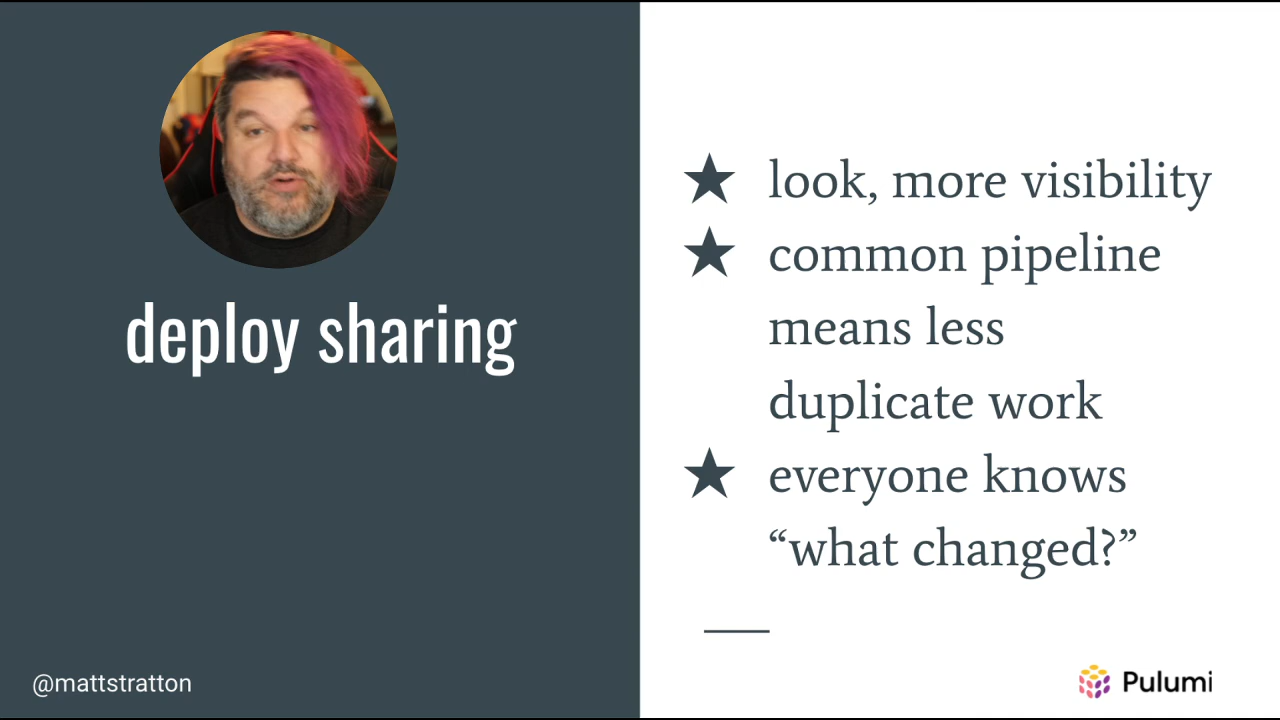 deploy sharing
look, more visibility
common pipeline
means less
duplicate work
everyone knows
“what changed?”
@mattstratton
Pulumi